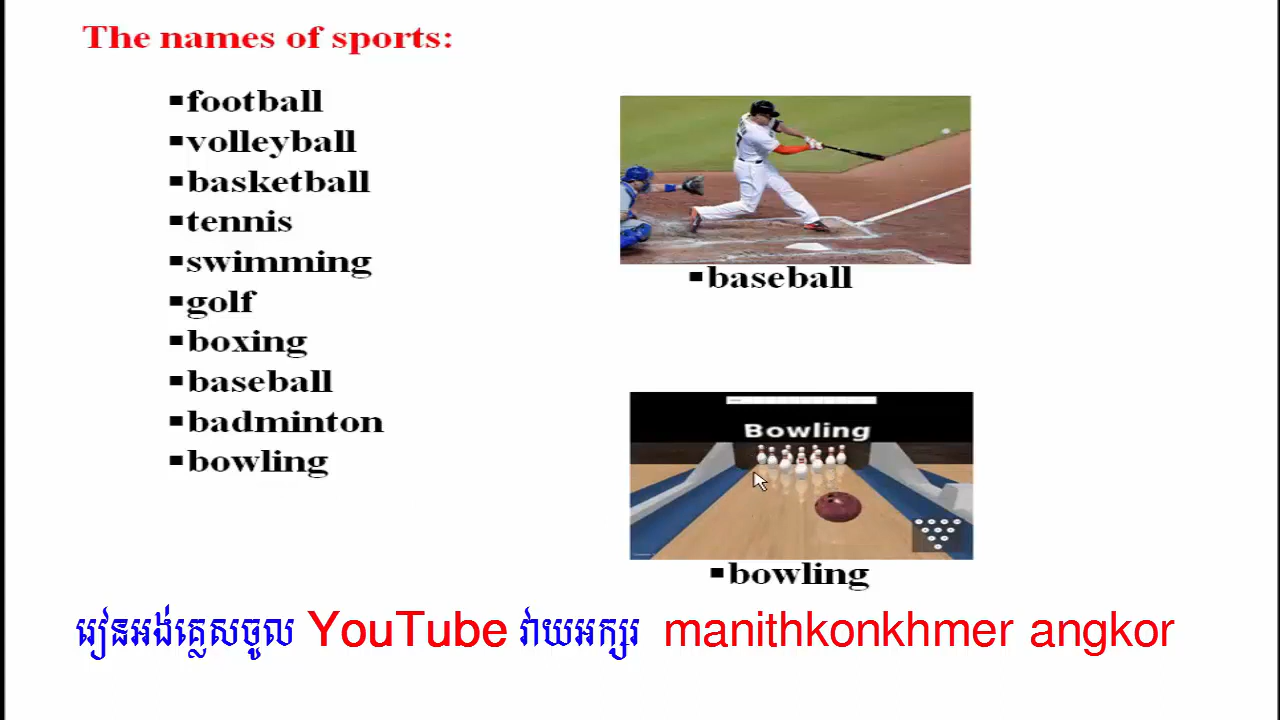 The names of sports:
▪football
▪volleyball
▪basketball
▪tennis
▪swimming
▪golf
▪boxing
▪baseball
▪badminton
▪bowling
▪baseball
Bowling
▪bowling
រៀនអង់គ្លេសចូល YouTube វាយអក្សរ manithkonkhmer angkor